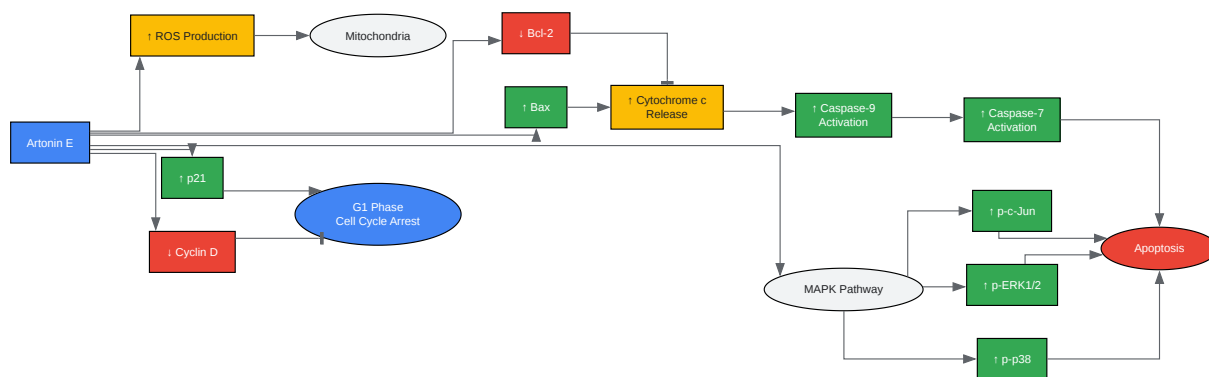 ↑ ROS Production
Mitochondria
↓ Bcl-2
↑ Bax
↑ Cytochrome c
Release
↑ Caspase-9
Activation
↑ Caspase-7
Activation
Artonin E
↑ p21
G1 Phase
Cell Cycle Arrest
↓ Cyclin D
↑ p-c-Jun
Apoptosis
MAPK Pathway
↑ p-ERK1/2
↑ p-p38